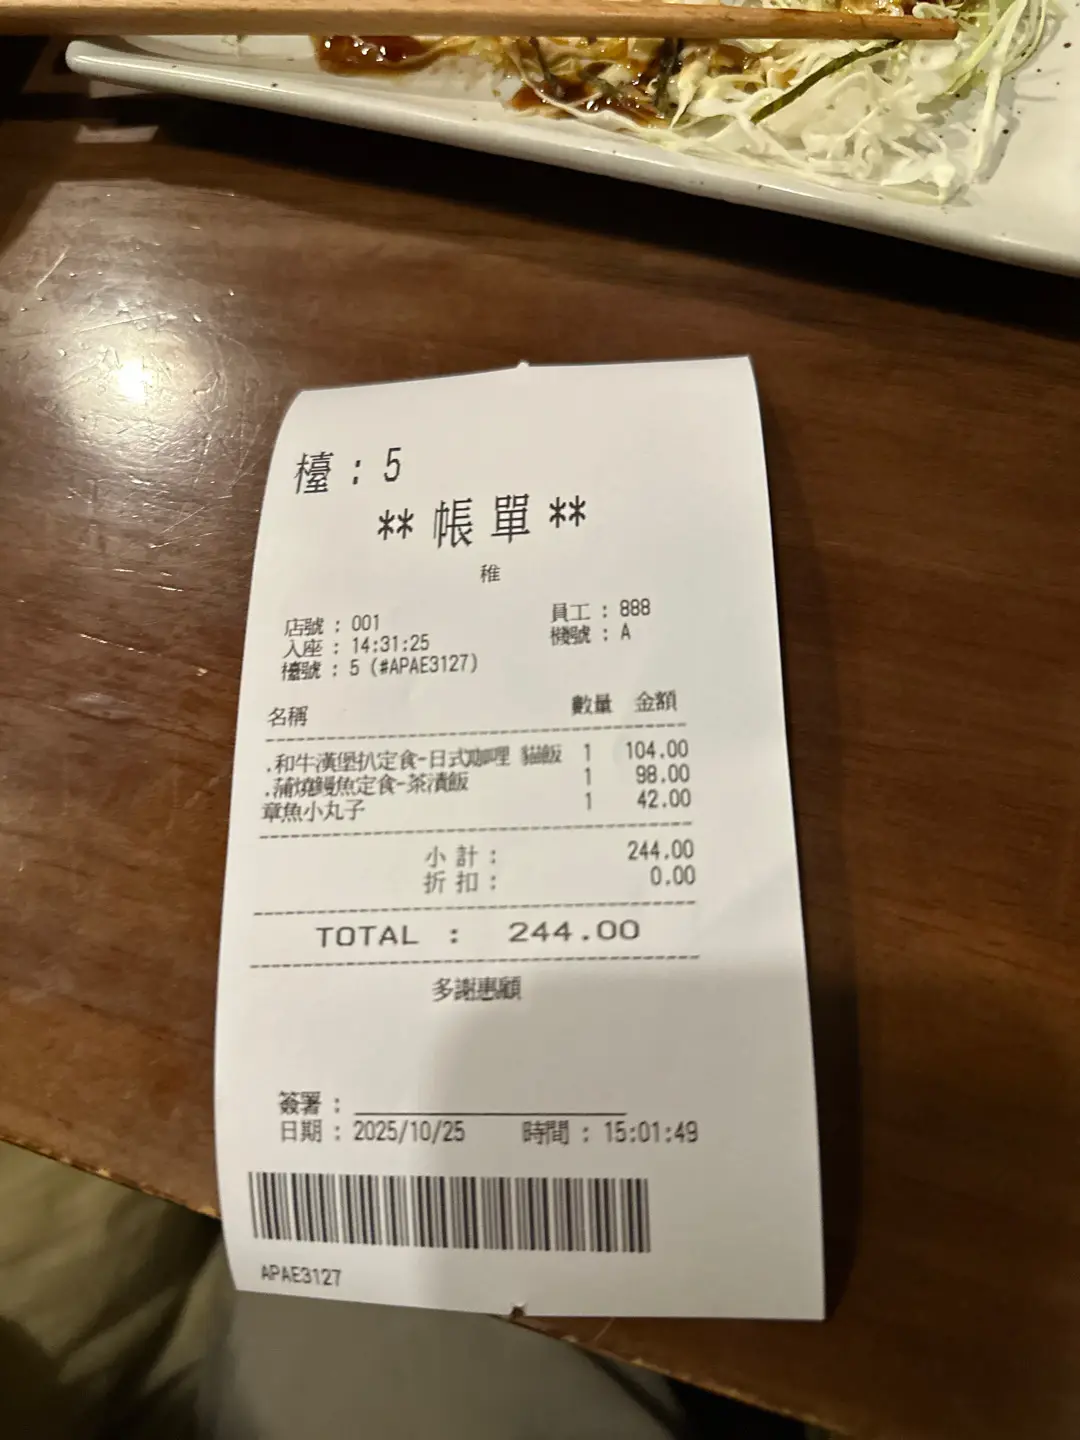 檯 : 5
** 帳 單 **
稚
店號 : 001 員工 : 888
入座 : 14:31:25 機號 : A
檯號 : 5 (#APAE3127)
名稱 數量 金額
.和牛漢堡扒定食-日式咖哩 貓飯 1 104.00
.蒲燒鰻魚定食-茶漬飯 1 98.00
章魚小丸子 1 42.00
小 計 : 244.00
折 扣 : 0.00
TOTAL : 244.00
多謝惠顧
簽署 :
日期 : 2025/10/25 時間 : 15:01:49
APAE3127